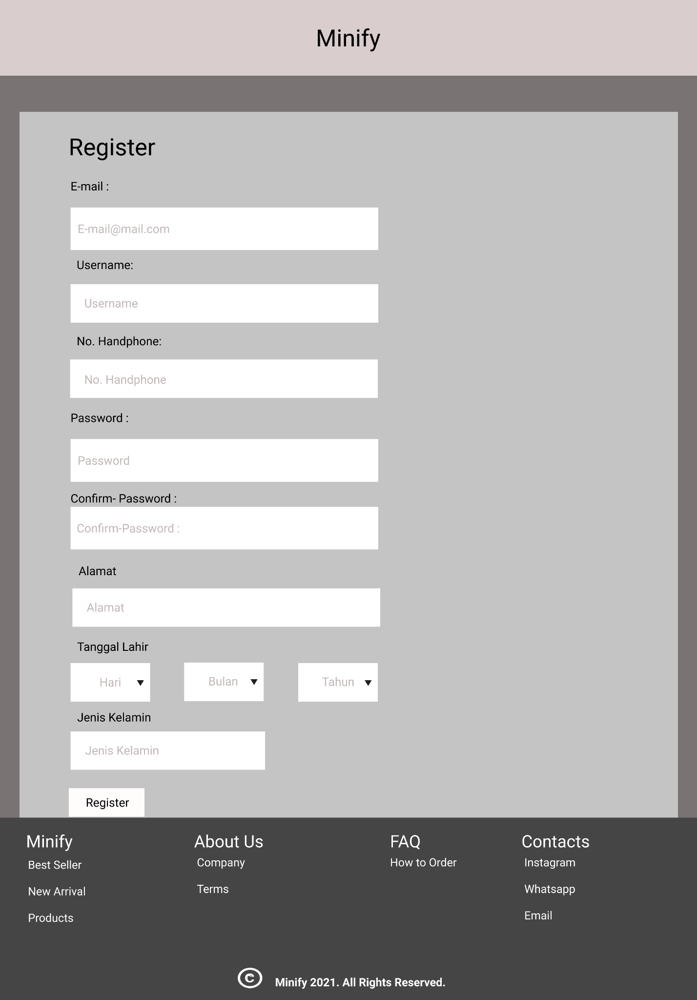 Minify
Register
E-mail :
E-mail@mail.com
Username:
Username
No. Handphone:
No. Handphone
Password :
Password
Confirm- Password :
Confirm-Password :
Alamat
Alamat
Tanggal Lahir
Hari
Bulan
Tahun
Jenis Kelamin
Jenis Kelamin
Register
Minify
Best Seller
New Arrival
Products
About Us
Company
Terms
FAQ
How to Order
Contacts
Instagram
Whatsapp
Email
© Minify 2021. All Rights Reserved.